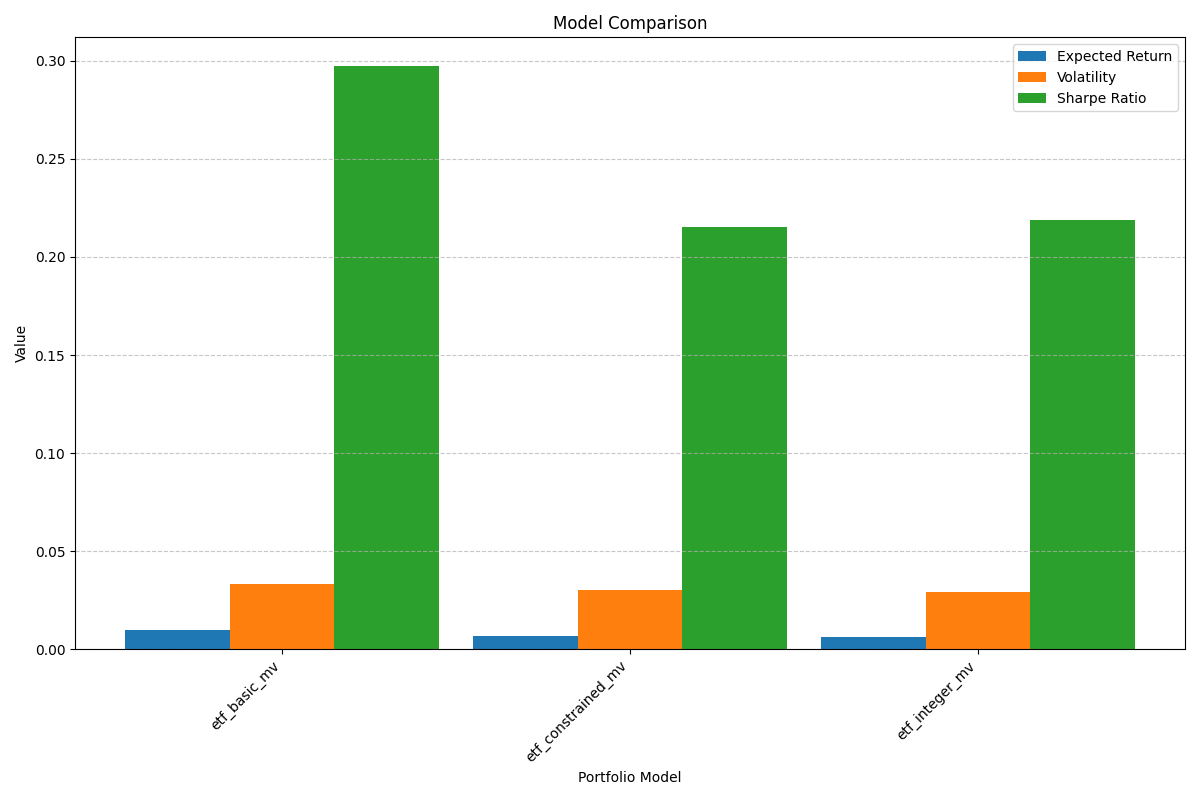 Model Comparison
Expected Return
Volatility
Sharpe Ratio
Value
0.30
0.25
0.20
0.15
0.10
0.05
0.00
etf_basic_mv
etf_constrained_mv
etf_integer_mv
Portfolio Model